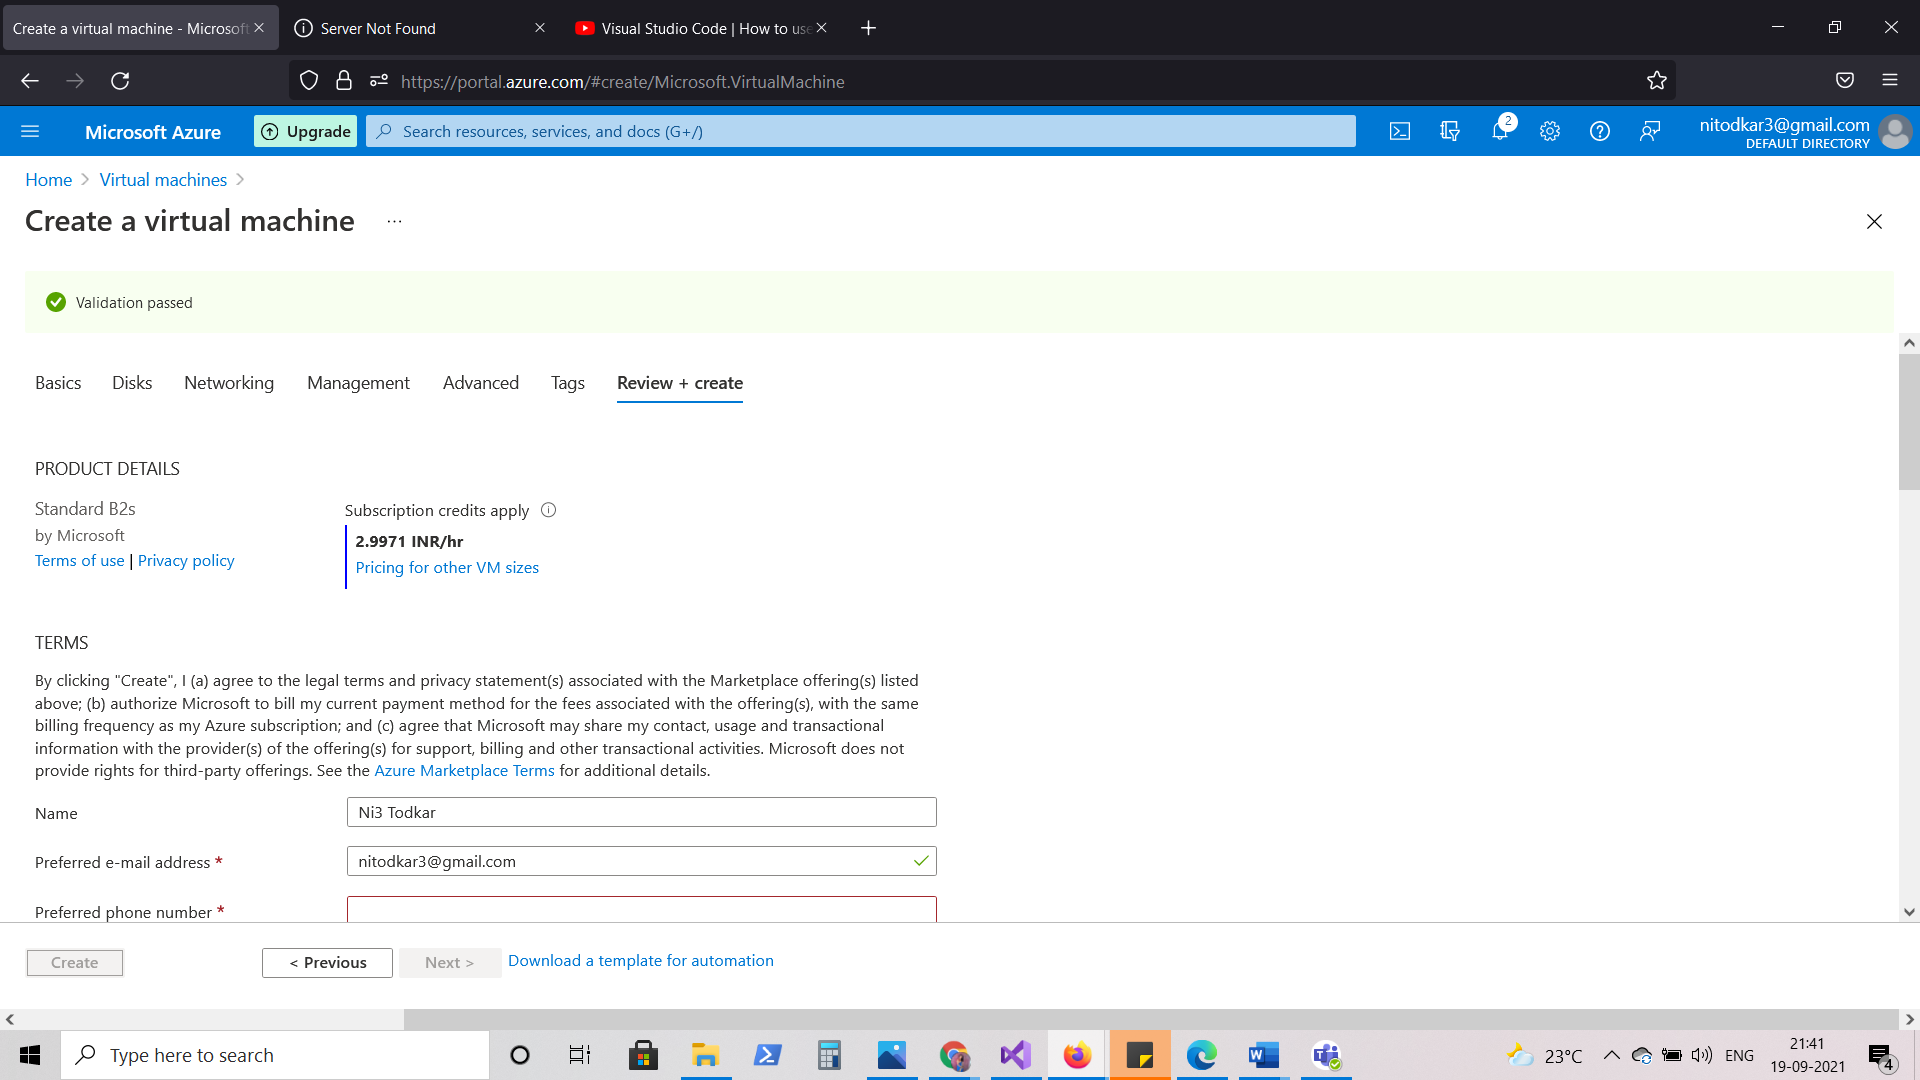 Create a virtual machine - Microsoft
Server Not Found
Visual Studio Code | How to use
https://portal.azure.com/#create/Microsoft.VirtualMachine
Microsoft Azure
Upgrade
Search resources, services, and docs (G+/)
2
nitodkar3@gmail.com
DEFAULT DIRECTORY
Home > Virtual machines >
Create a virtual machine ...
Validation passed
Basics Disks Networking Management Advanced Tags Review + create
PRODUCT DETAILS
Standard B2s
by Microsoft
Terms of use | Privacy policy
Subscription credits apply
2.9971 INR/hr
Pricing for other VM sizes
TERMS
By clicking "Create", I (a) agree to the legal terms and privacy statement(s) associated with the Marketplace offering(s) listed
above; (b) authorize Microsoft to bill my current payment method for the fees associated with the offering(s), with the same
billing frequency as my Azure subscription; and (c) agree that Microsoft may share my contact, usage and transactional
information with the provider(s) of the offering(s) for support, billing and other transactional activities. Microsoft does not
provide rights for third-party offerings. See the Azure Marketplace Terms for additional details.
Name Ni3 Todkar
Preferred e-mail address * nitodkar3@gmail.com
Preferred phone number *
Create < Previous Next > Download a template for automation
Type here to search
23°C
ENG
21:41
19-09-2021
4